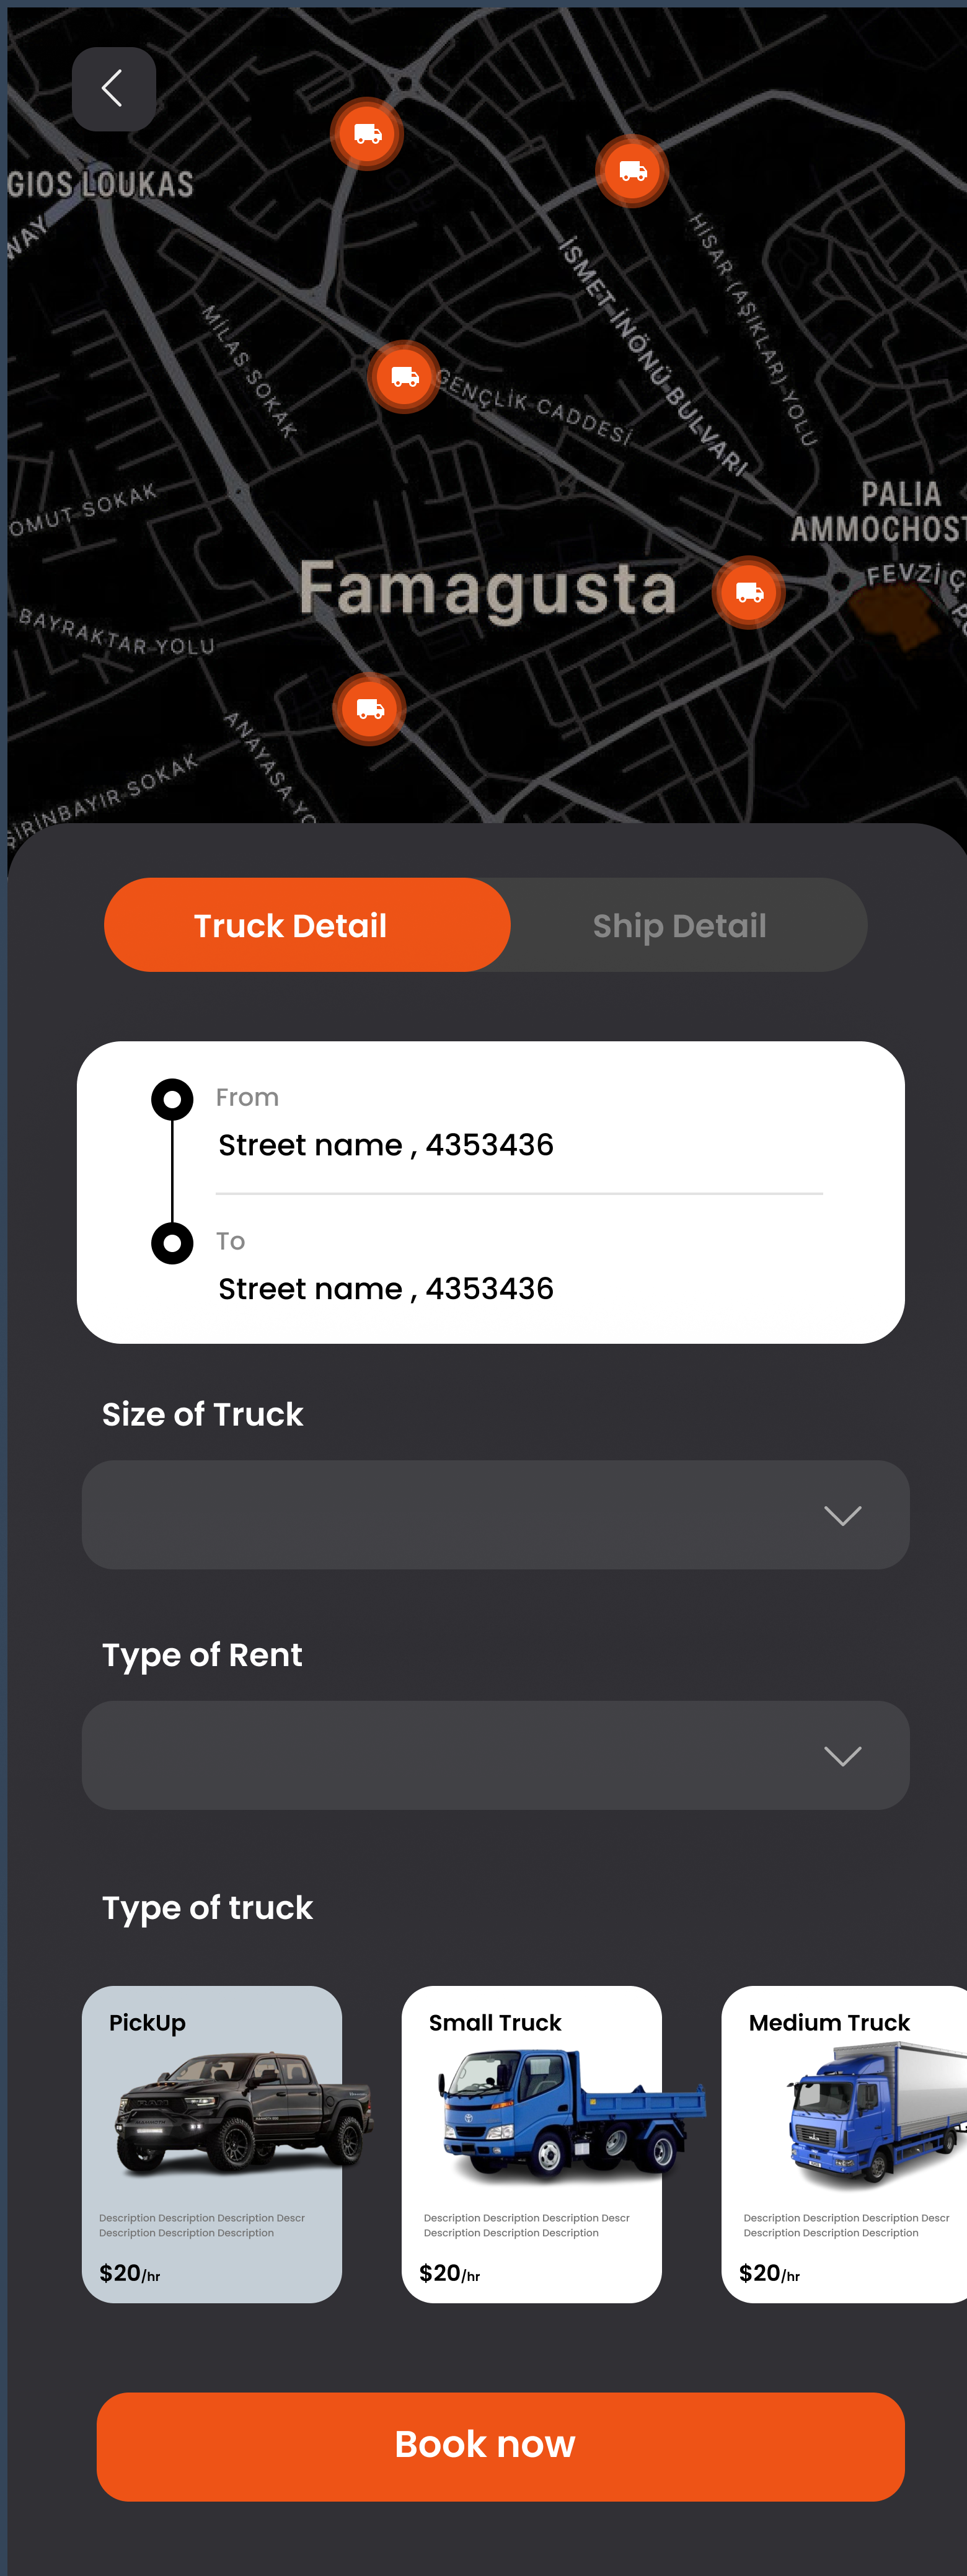 GIOS LOUKAS
WAY
İSMET İNÖNÜ BULVARI
HİSAR (AŞIKLAR) YOLU
MİLAS SOKAK
GENÇLİK CADDESİ
PALIA
AMMOCHOST
OMUT SOKAK
Famagusta
FEVZİ Ç
BAYRAKTAR YOLU
ANAYASA YO
ŞİRİNBAYIR SOKAK
Truck Detail
Ship Detail
From
Street name , 4353436
To
Street name , 4353436
Size of Truck
Type of Rent
Type of truck
PickUp
Description Description Description Descr
Description Description Description
$20/hr
Small Truck
Description Description Description Descr
Description Description Description
$20/hr
Medium Truck
Description Description Description Descr
Description Description Description
$20/hr
Book now